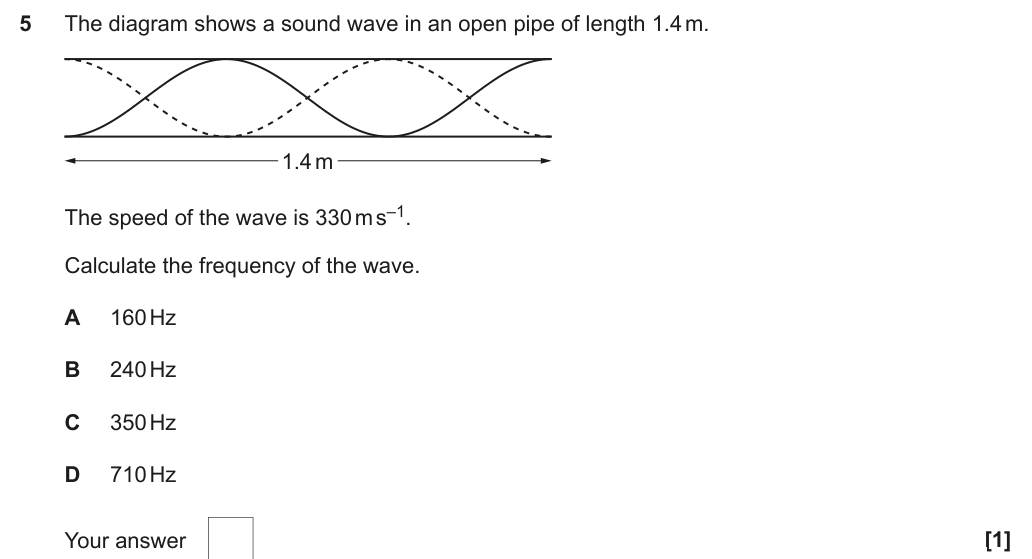 5 The diagram shows a sound wave in an open pipe of length 1.4 m.
1.4 m
The speed of the wave is 330 m s⁻¹.
Calculate the frequency of the wave.
A 160 Hz
B 240 Hz
C 350 Hz
D 710 Hz
Your answer [1]